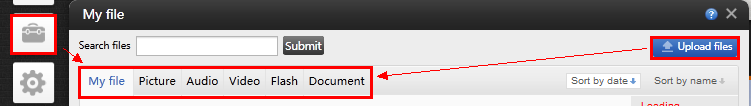 My file
Search files Submit Upload files
My file Picture Audio Video Flash Document Sort by date↓ Sort by name↓
Loading